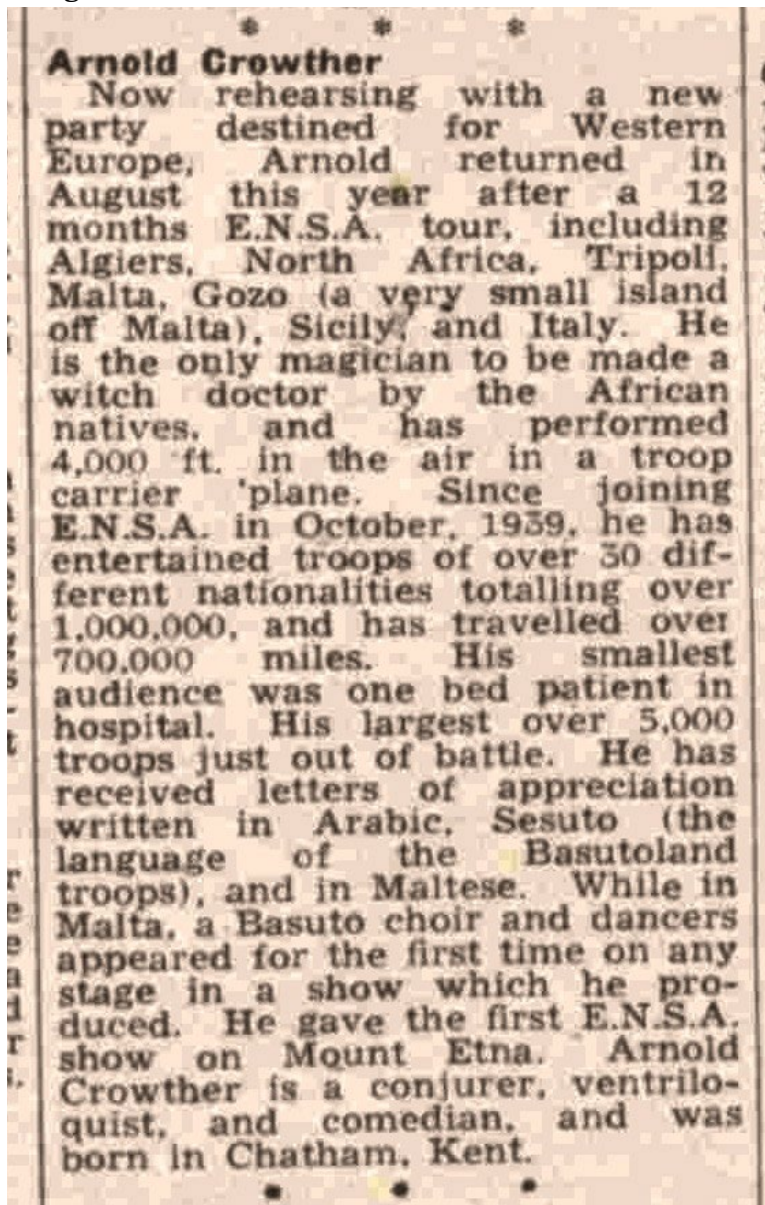 * * *
Arnold Crowther
Now rehearsing with a new
party destined for Western
Europe, Arnold returned in
August this year after a 12
months E.N.S.A. tour, including
Algiers, North Africa, Tripoli,
Malta, Gozo (a very small island
off Malta), Sicily, and Italy. He
is the only magician to be made a
witch doctor by the African
natives, and has performed
4,000 ft. in the air in a troop
carrier 'plane. Since joining
E.N.S.A. in October, 1939, he has
entertained troops of over 30 dif-
ferent nationalities totalling over
1,000,000, and has travelled over
700,000 miles. His smallest
audience was one bed patient in
hospital. His largest over 5,000
troops just out of battle. He has
received letters of appreciation
written in Arabic, Sesuto (the
language of the Basutoland
troops), and in Maltese. While in
Malta, a Basuto choir and dancers
appeared for the first time on any
stage in a show which he pro-
duced. He gave the first E.N.S.A.
show on Mount Etna. Arnold
Crowther is a conjurer, ventrilo-
quist, and comedian, and was
born in Chatham, Kent.